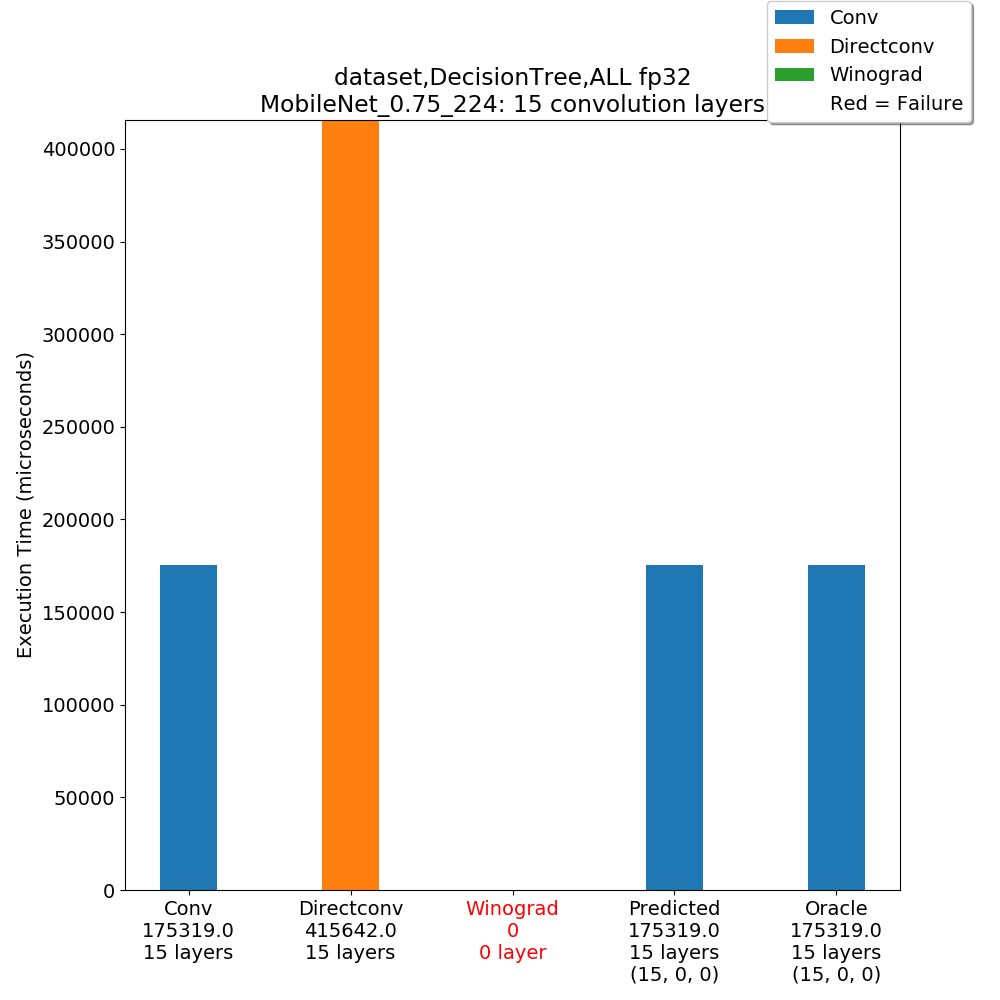 Conv
Directconv
Winograd
Red = Failure
dataset,DecisionTree,ALL fp32
MobileNet_0.75_224: 15 convolution layers
400000
350000
300000
250000
200000
150000
100000
50000
0
Execution Time (microseconds)
Conv
175319.0
15 layers
Directconv
415642.0
15 layers
Winograd
0
0 layer
Predicted
175319.0
15 layers
(15, 0, 0)
Oracle
175319.0
15 layers
(15, 0, 0)